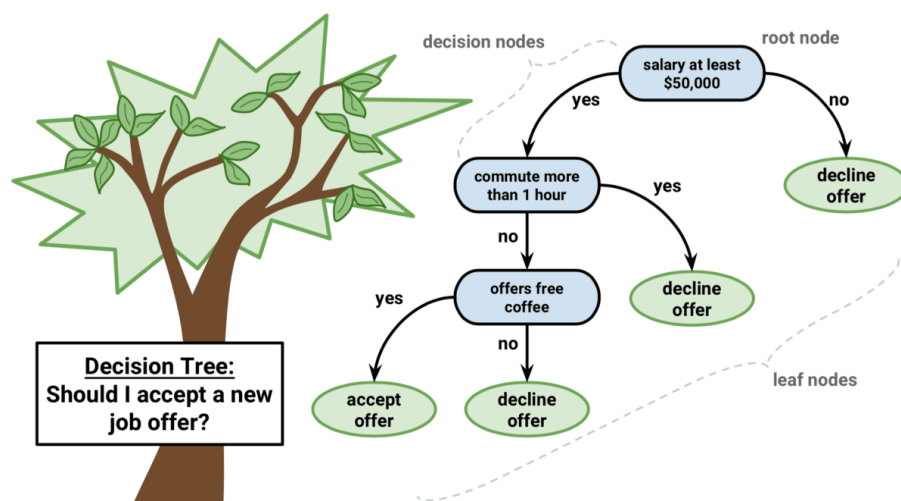 decision nodes
root node
salary at least
$50,000
yes
no
commute more
than 1 hour
yes
decline
offer
no
offers free
coffee
decline
offer
yes
no
Decision Tree:
Should I accept a new
job offer?
accept
offer
decline
offer
leaf nodes